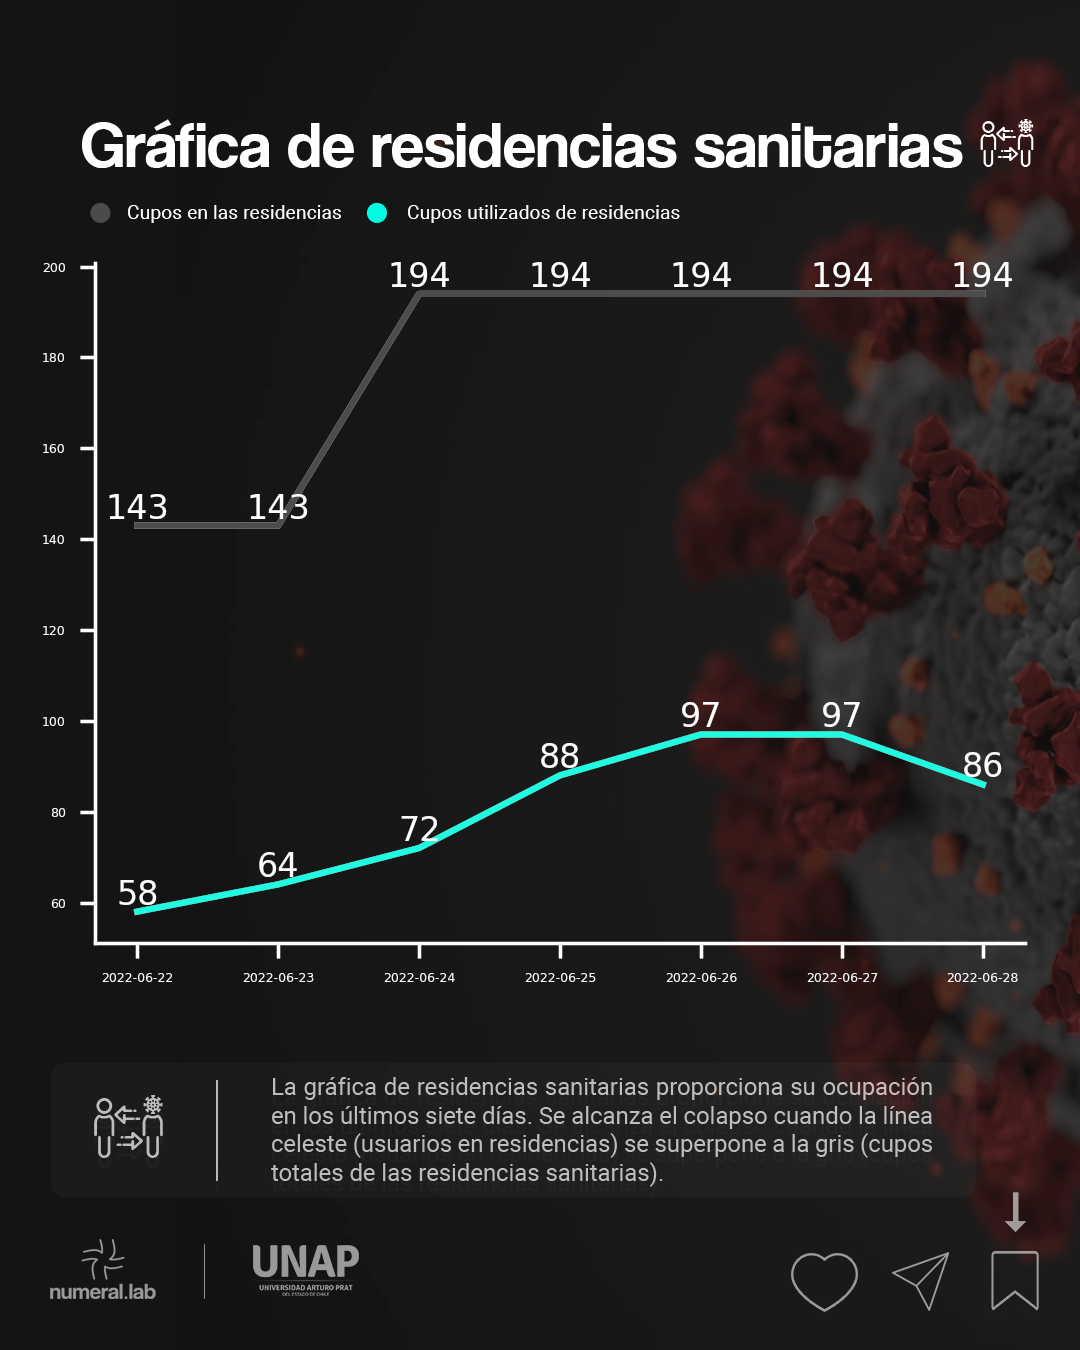 Gráfica de residencias sanitarias
Cupos en las residencias Cupos utilizados de residencias
200
180
160
140
120
100
80
60
143 143 194 194 194 194 194
58 64 72 88 97 97 86
2022-06-22 2022-06-23 2022-06-24 2022-06-25 2022-06-26 2022-06-27 2022-06-28
La gráfica de residencias sanitarias proporciona su ocupación
en los últimos siete días. Se alcanza el colapso cuando la línea
celeste (usuarios en residencias) se superpone a la gris (cupos
totales de las residencias sanitarias).
numeral.lab
UNAP
UNIVERSIDAD ARTURO PRAT
DEL ESTADO DE CHILE